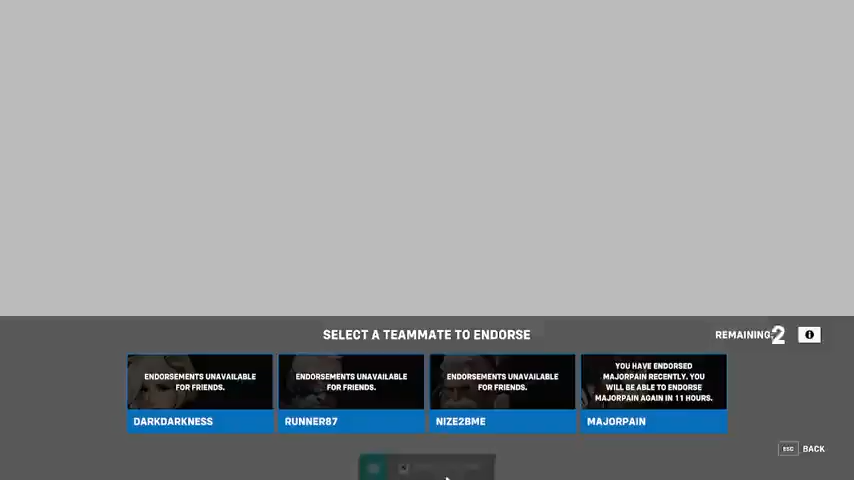 SELECT A TEAMMATE TO ENDORSE
REMAINING: 2
ENDORSEMENTS UNAVAILABLE
FOR FRIENDS.
DARKDARKNESS
ENDORSEMENTS UNAVAILABLE
FOR FRIENDS.
RUNNER87
ENDORSEMENTS UNAVAILABLE
FOR FRIENDS.
NIZE2BME
YOU HAVE ENDORSED
MAJORPAIN RECENTLY. YOU
WILL BE ABLE TO ENDORSE
MAJORPAIN AGAIN IN 11 HOURS.
MAJORPAIN
ESC BACK